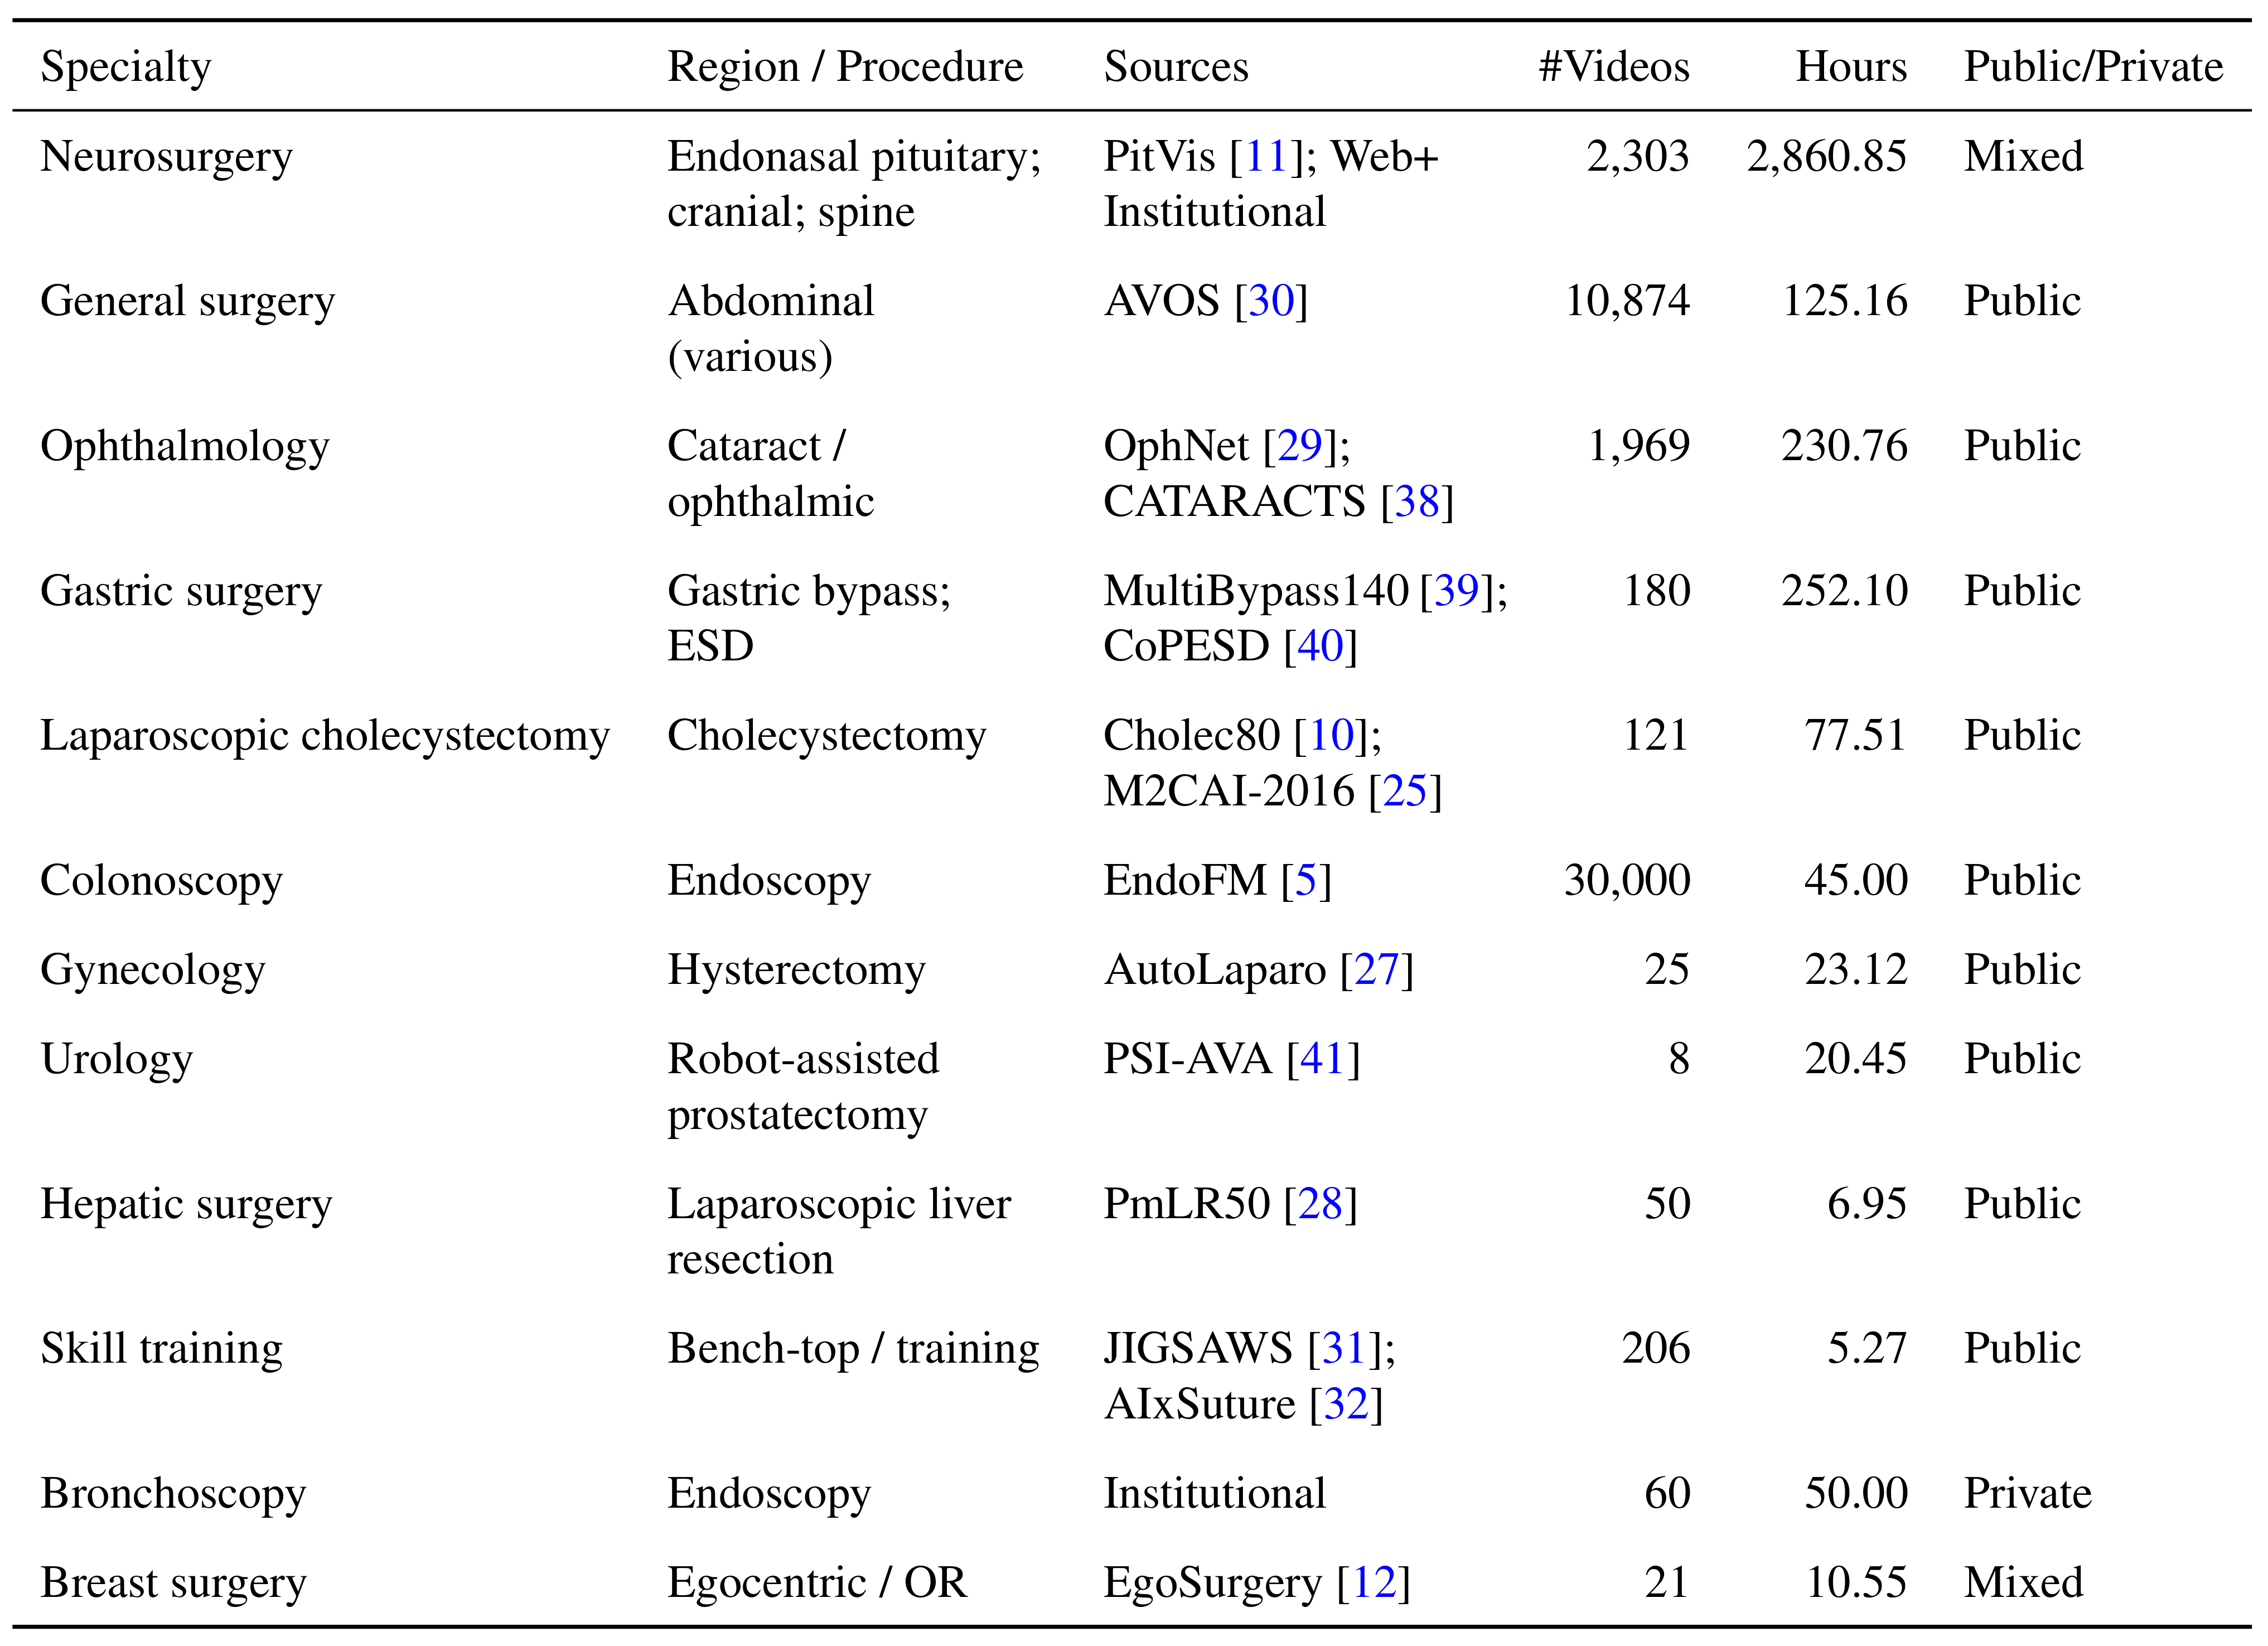 Specialty Region / Procedure Sources #Videos Hours Public/Private
Neurosurgery Endonasal pituitary; PitVis [11]; Web+ 2,303 2,860.85 Mixed
cranial; spine Institutional
General surgery Abdominal AVOS [30] 10,874 125.16 Public
(various)
Ophthalmology Cataract / OphNet [29]; 1,969 230.76 Public
ophthalmic CATARACTS [38]
Gastric surgery Gastric bypass; MultiBypass140 [39]; 180 252.10 Public
ESD CoPESD [40]
Laparoscopic cholecystectomy Cholecystectomy Cholec80 [10]; 121 77.51 Public
M2CAI-2016 [25]
Colonoscopy Endoscopy EndoFM [5] 30,000 45.00 Public
Gynecology Hysterectomy AutoLaparo [27] 25 23.12 Public
Urology Robot-assisted PSI-AVA [41] 8 20.45 Public
prostatectomy
Hepatic surgery Laparoscopic liver PmLR50 [28] 50 6.95 Public
resection
Skill training Bench-top / training JIGSAWS [31]; 206 5.27 Public
AIxSuture [32]
Bronchoscopy Endoscopy Institutional 60 50.00 Private
Breast surgery Egocentric / OR EgoSurgery [12] 21 10.55 Mixed